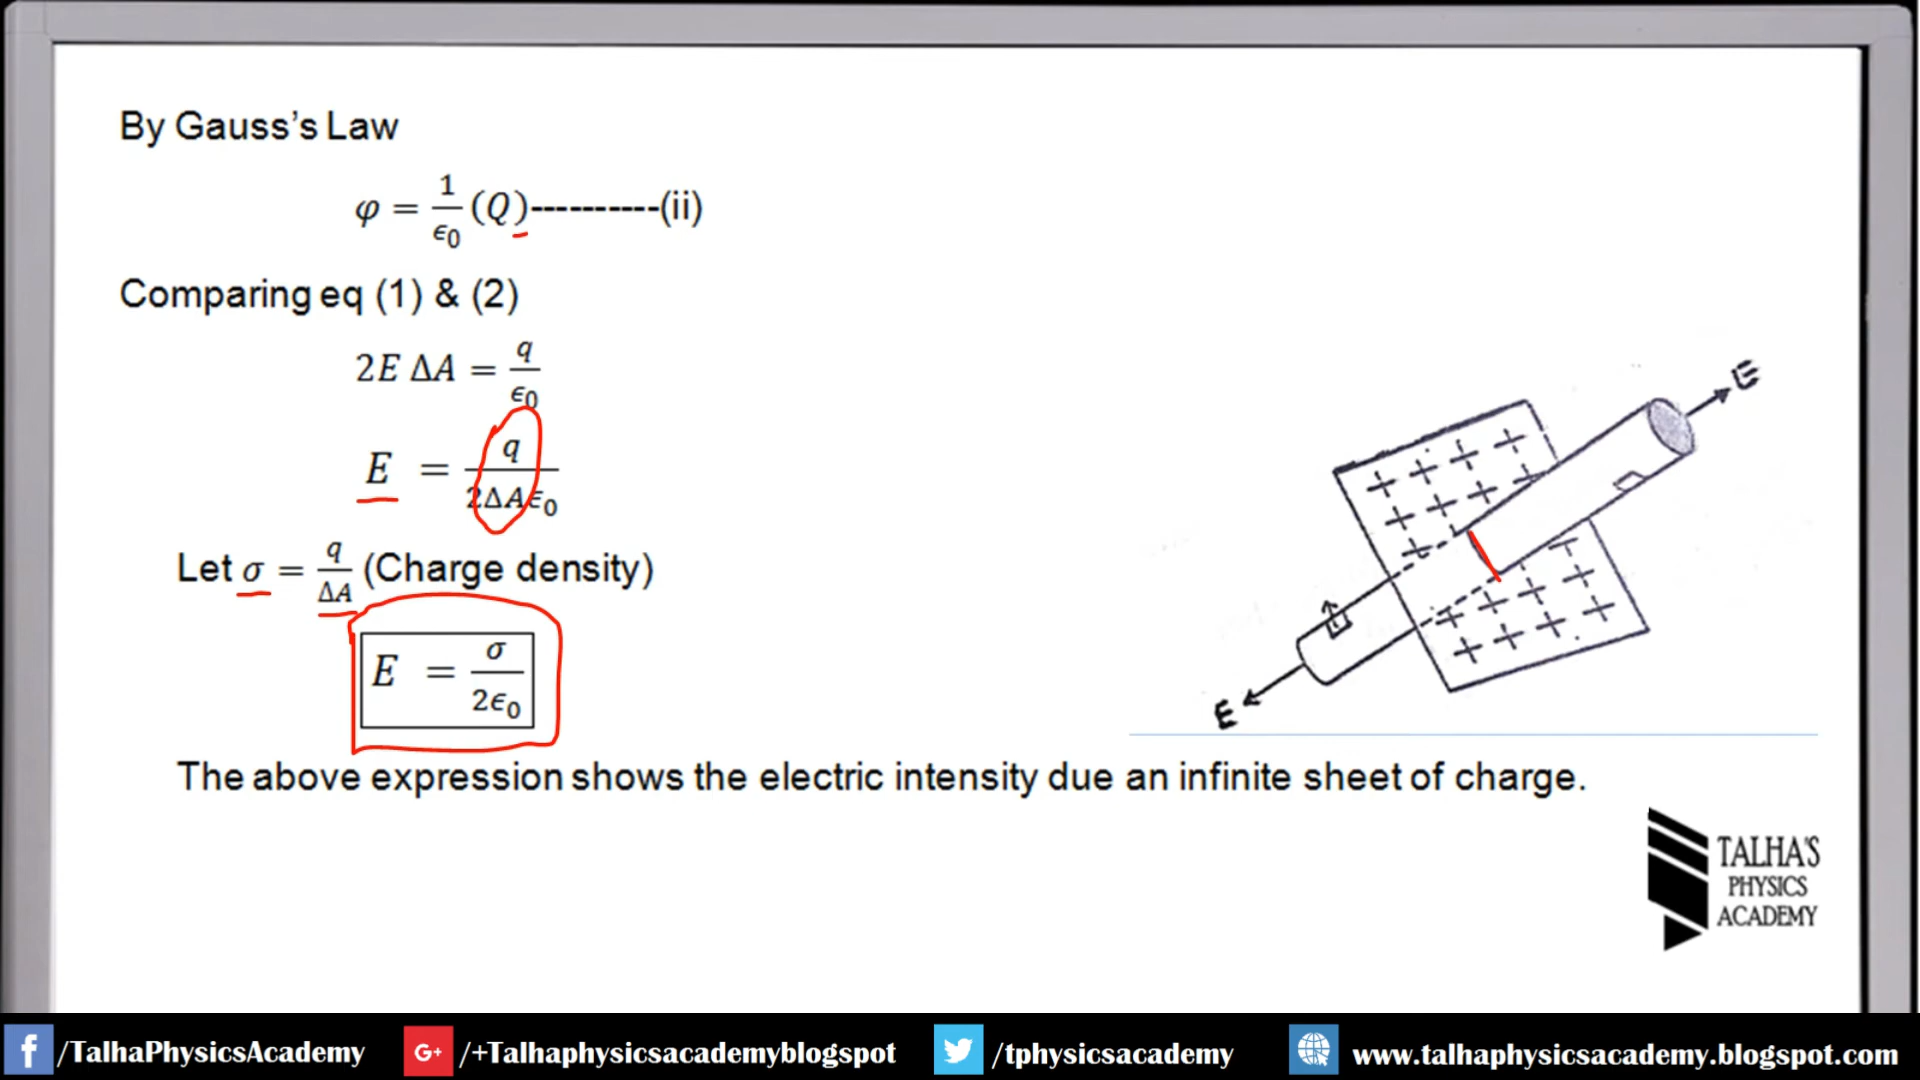 By Gauss's Law
φ = 1/ϵ₀ (Q)----------(ii)
Comparing eq (1) & (2)
2E ΔA = q/ϵ₀
E = q/2ΔAϵ₀
Let σ = q/ΔA (Charge density)
E = σ/2ϵ₀
E
E
The above expression shows the electric intensity due an infinite sheet of charge.
TALHA'S
PHYSICS
ACADEMY
f /TalhaPhysicsAcademy
G+ /+Talhaphysicsacademyblogspot
/tphysicsacademy
www.talhaphysicsacademy.blogspot.com